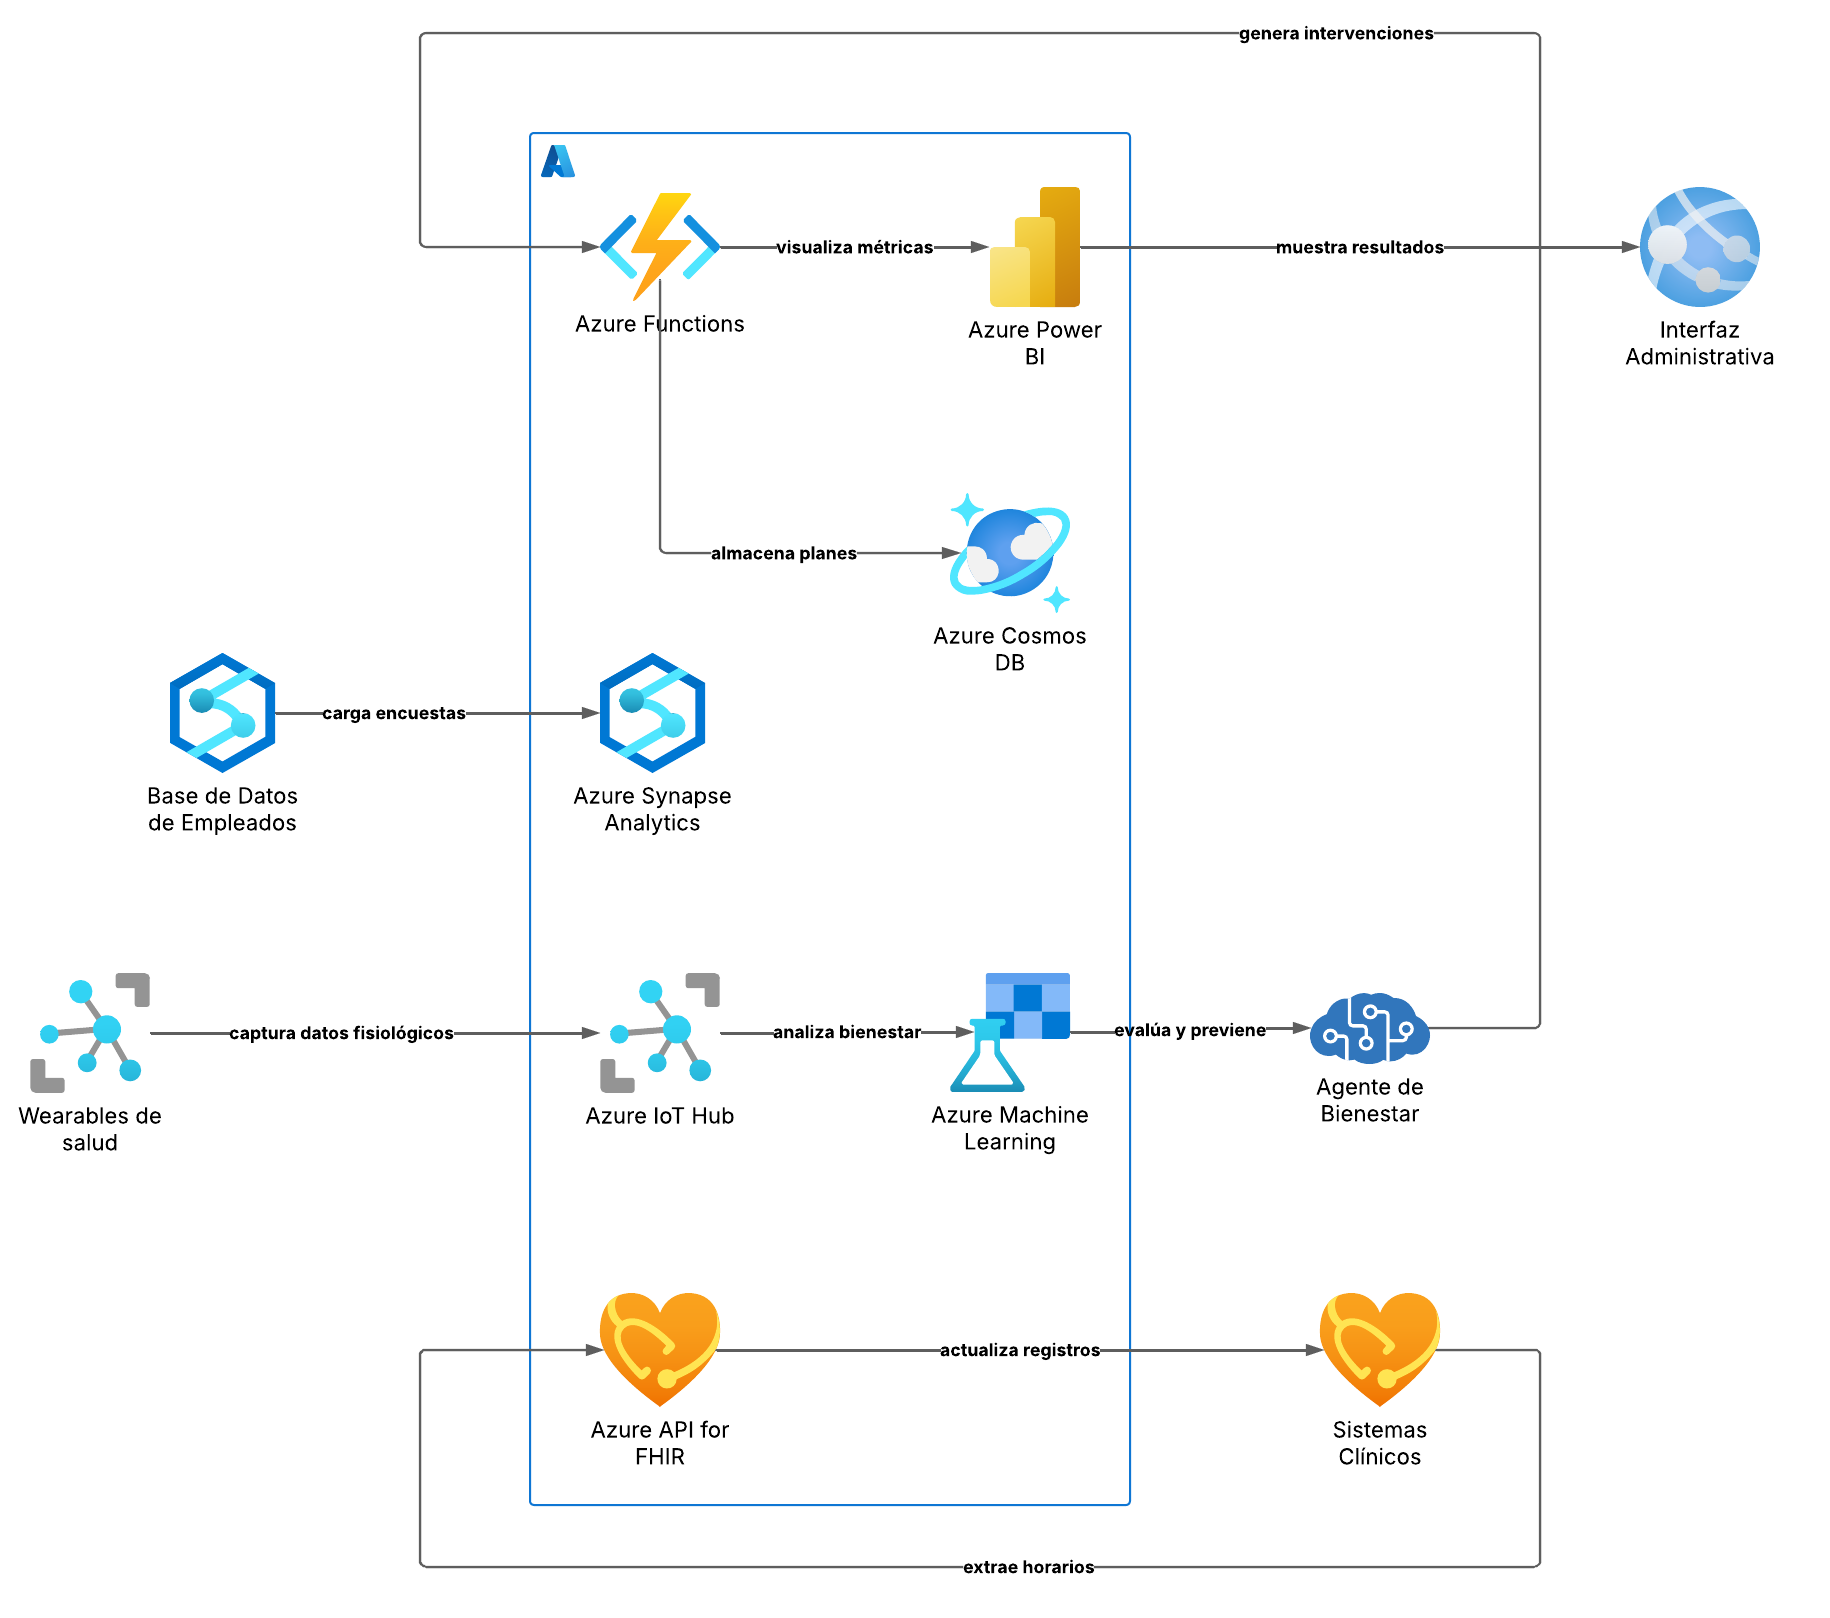 genera intervenciones
visualiza métricas
muestra resultados
Azure Functions
Azure Power
BI
Interfaz
Administrativa
almacena planes
Azure Cosmos
DB
carga encuestas
Base de Datos
de Empleados
Azure Synapse
Analytics
captura datos fisiológicos
analiza bienestar
evalúa y previene
Wearables de
salud
Azure IoT Hub
Azure Machine
Learning
Agente de
Bienestar
actualiza registros
Azure API for
FHIR
Sistemas
Clínicos
extrae horarios